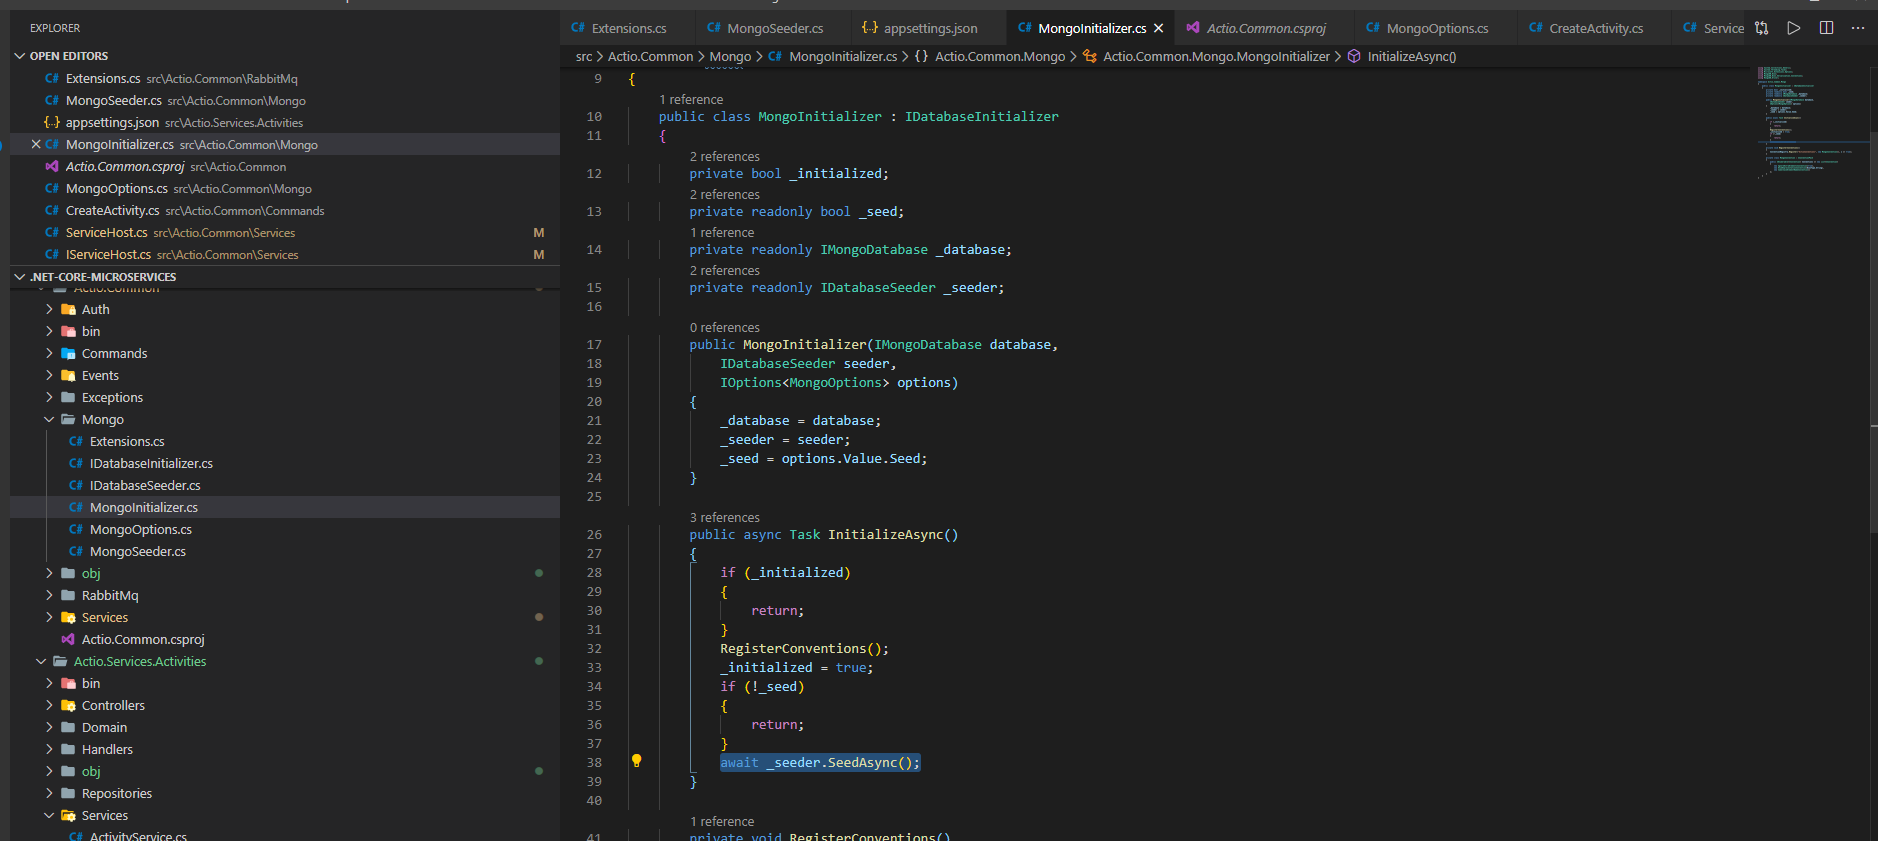 EXPLORER
OPEN EDITORS
C# Extensions.cs src\Actio.Common\RabbitMq
C# MongoSeeder.cs src\Actio.Common\Mongo
{..} appsettings.json src\Actio.Services.Activities
C# MongoInitializer.cs src\Actio.Common\Mongo
Actio.Common.csproj src\Actio.Common
C# MongoOptions.cs src\Actio.Common\Mongo
C# CreateActivity.cs src\Actio.Common\Commands
C# ServiceHost.cs src\Actio.Common\Services M
C# IServiceHost.cs src\Actio.Common\Services M
.NET-CORE-MICROSERVICES
Actio.Common
Auth
bin
Commands
Events
Exceptions
Mongo
C# Extensions.cs
C# IDatabaseInitializer.cs
C# IDatabaseSeeder.cs
C# MongoInitializer.cs
C# MongoOptions.cs
C# MongoSeeder.cs
obj
RabbitMq
Services
Actio.Common.csproj
Actio.Services.Activities
bin
Controllers
Domain
Handlers
obj
Repositories
Services
C# ActivityService.cs
C# Extensions.cs C# MongoSeeder.cs {..} appsettings.json C# MongoInitializer.cs Actio.Common.csproj C# MongoOptions.cs C# CreateActivity.cs C# Service
src > Actio.Common > Mongo > C# MongoInitializer.cs > {} Actio.Common.Mongo > Actio.Common.Mongo.MongoInitializer > InitializeAsync()
9 {
1 reference
10 public class MongoInitializer : IDatabaseInitializer
11 {
2 references
12 private bool _initialized;
2 references
13 private readonly bool _seed;
1 reference
14 private readonly IMongoDatabase _database;
2 references
15 private readonly IDatabaseSeeder _seeder;
16
0 references
17 public MongoInitializer(IMongoDatabase database,
18 IDatabaseSeeder seeder,
19 IOptions<MongoOptions> options)
20 {
21 _database = database;
22 _seeder = seeder;
23 _seed = options.Value.Seed;
24 }
25
3 references
26 public async Task InitializeAsync()
27 {
28 if (_initialized)
29 {
30 return;
31 }
32 RegisterConventions();
33 _initialized = true;
34 if (!_seed)
35 {
36 return;
37 }
38 await _seeder.SeedAsync();
39 }
40
1 reference
41 private void RegisterConventions()